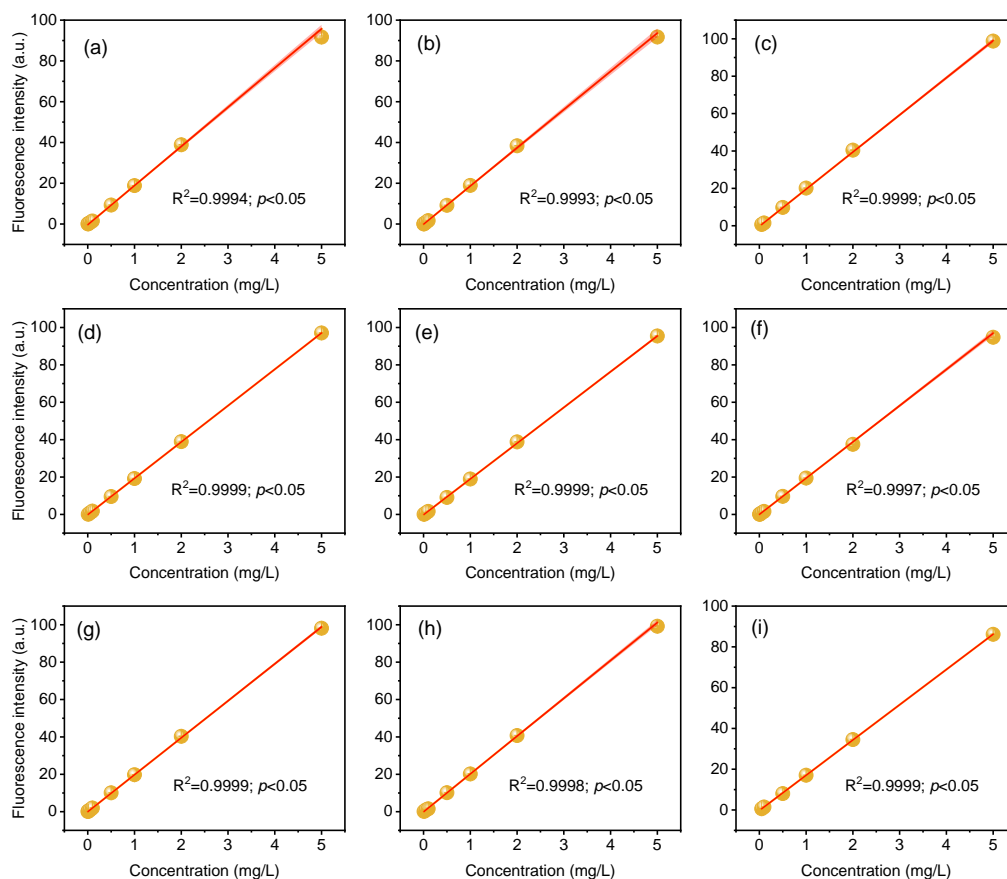 (a)
Fluorescence intensity (a.u.)
100
80
60
40
20
0
R²=0.9994; p<0.05
0 1 2 3 4 5
Concentration (mg/L)
(b)
100
80
60
40
20
0
R²=0.9993; p<0.05
0 1 2 3 4 5
Concentration (mg/L)
(c)
100
80
60
40
20
0
R²=0.9999; p<0.05
0 1 2 3 4 5
Concentration (mg/L)
(d)
Fluorescence intensity (a.u.)
100
80
60
40
20
0
R²=0.9999; p<0.05
0 1 2 3 4 5
Concentration (mg/L)
(e)
100
80
60
40
20
0
R²=0.9999; p<0.05
0 1 2 3 4 5
Concentration (mg/L)
(f)
100
80
60
40
20
0
R²=0.9997; p<0.05
0 1 2 3 4 5
Concentration (mg/L)
(g)
Fluorescence intensity (a.u.)
100
80
60
40
20
0
R²=0.9999; p<0.05
0 1 2 3 4 5
Concentration (mg/L)
(h)
100
80
60
40
20
0
R²=0.9998; p<0.05
0 1 2 3 4 5
Concentration (mg/L)
(i)
100
80
60
40
20
0
R²=0.9999; p<0.05
0 1 2 3 4 5
Concentration (mg/L)